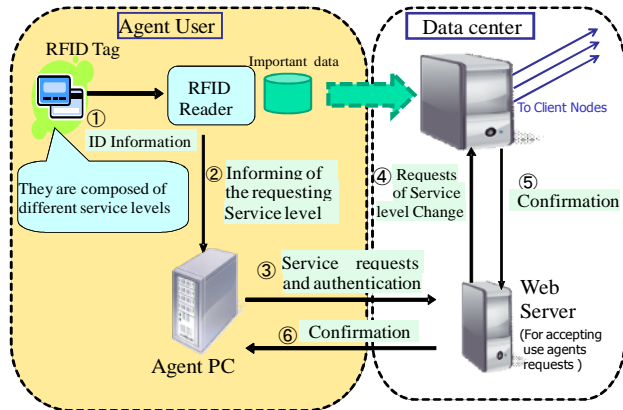 Agent User
Data center
RFID Tag
Important data
RFID
Reader
To Client Nodes
①
ID Information
They are composed of
different service levels
② Informing of
the requesting
Service level
④ Requests
of Service
level Change
⑤
Confirmation
③ Service requests
and authentication
Web
Server
(For accepting
use agents
requests )
⑥ Confirmation
Agent PC